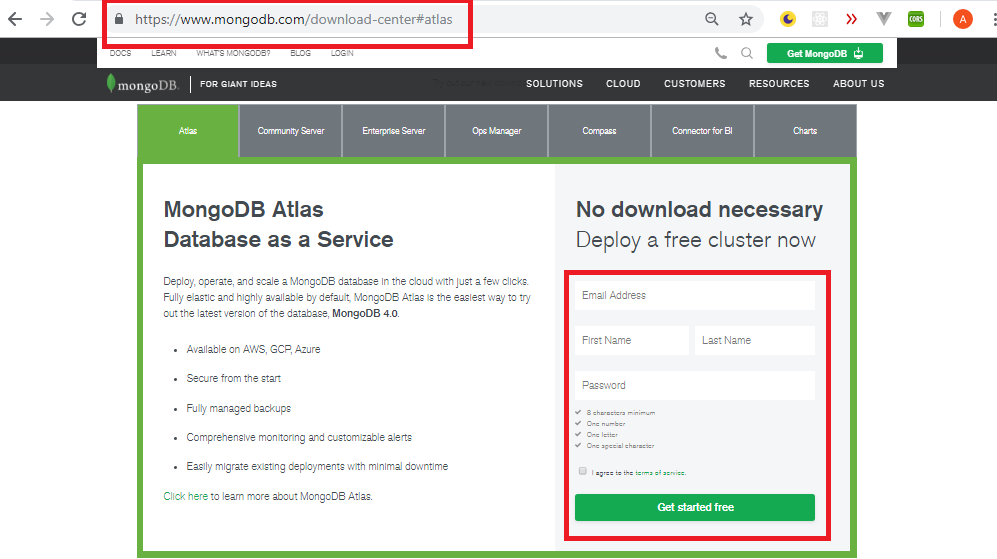 https://www.mongodb.com/download-center#atlas
CORS
A
DOCS LEARN WHAT'S MONGODB? BLOG LOGIN
Get MongoDB
mongoDB. FOR GIANT IDEAS
SOLUTIONS CLOUD CUSTOMERS RESOURCES ABOUT US
Atlas Community Server Enterprise Server Ops Manager Compass Connector for BI Charts
MongoDB Atlas
Database as a Service
Deploy, operate, and scale a MongoDB database in the cloud with just a few clicks.
Fully elastic and highly available by default, MongoDB Atlas is the easiest way to try
out the latest version of the database, MongoDB 4.0.
• Available on AWS, GCP, Azure
• Secure from the start
• Fully managed backups
• Comprehensive monitoring and customizable alerts
• Easily migrate existing deployments with minimal downtime
Click here to learn more about MongoDB Atlas.
No download necessary
Deploy a free cluster now
Email Address
First Name Last Name
Password
8 characters minimum
One number
One letter
One special character
I agree to the terms of service.
Get started free